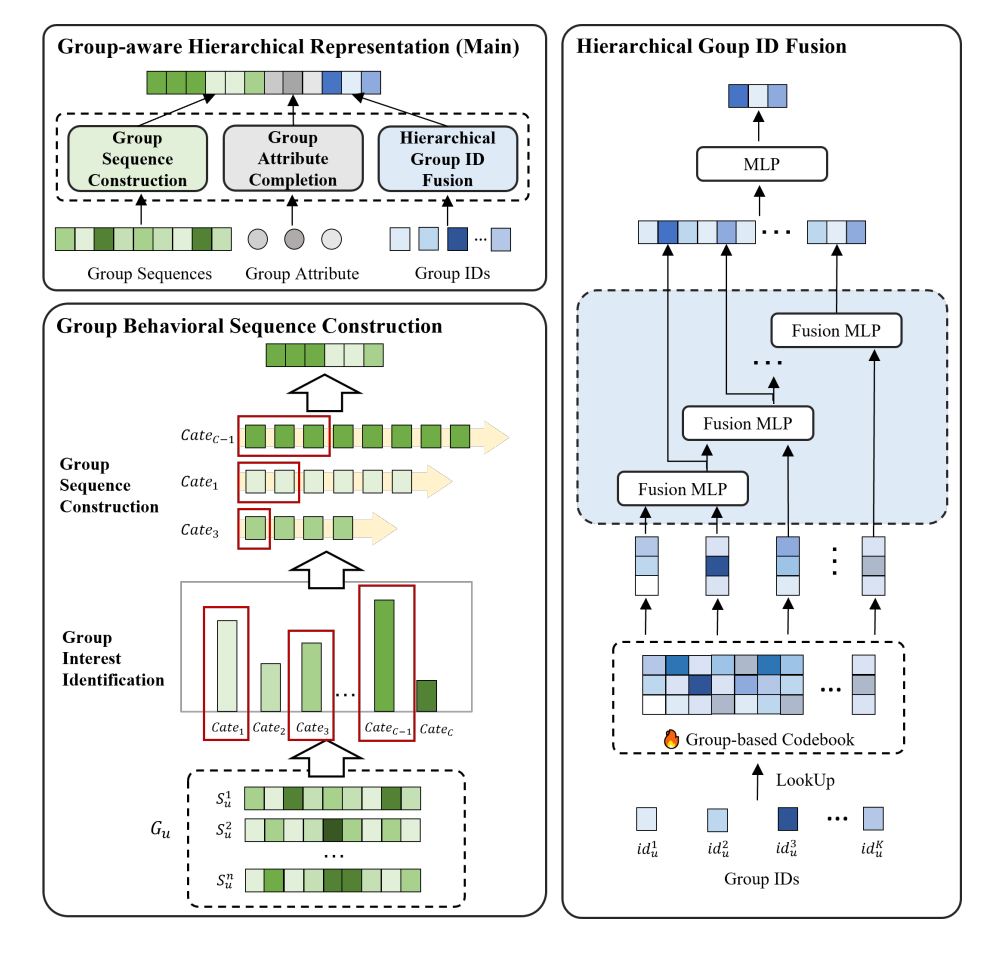 Group-aware Hierarchical Representation (Main)
Group
Sequence
Construction
Group
Attribute
Completion
Hierarchical
Group ID
Fusion
...
Group Sequences
Group Attribute
Group IDs
Group Behavioral Sequence Construction
Group
Sequence
Construction
Cate_{C-1}
Cate_1
Cate_3
Group
Interest
Identification
...
Cate_1
Cate_2
Cate_3
Cate_{C-1}
Cate_C
G_u
S_u^1
S_u^2
...
S_u^n
Hierarchical Goup ID Fusion
MLP
...
Fusion MLP
...
Fusion MLP
Fusion MLP
...
...
Group-based Codebook
LookUp
...
id_u^1
id_u^2
id_u^3
id_u^K
Group IDs